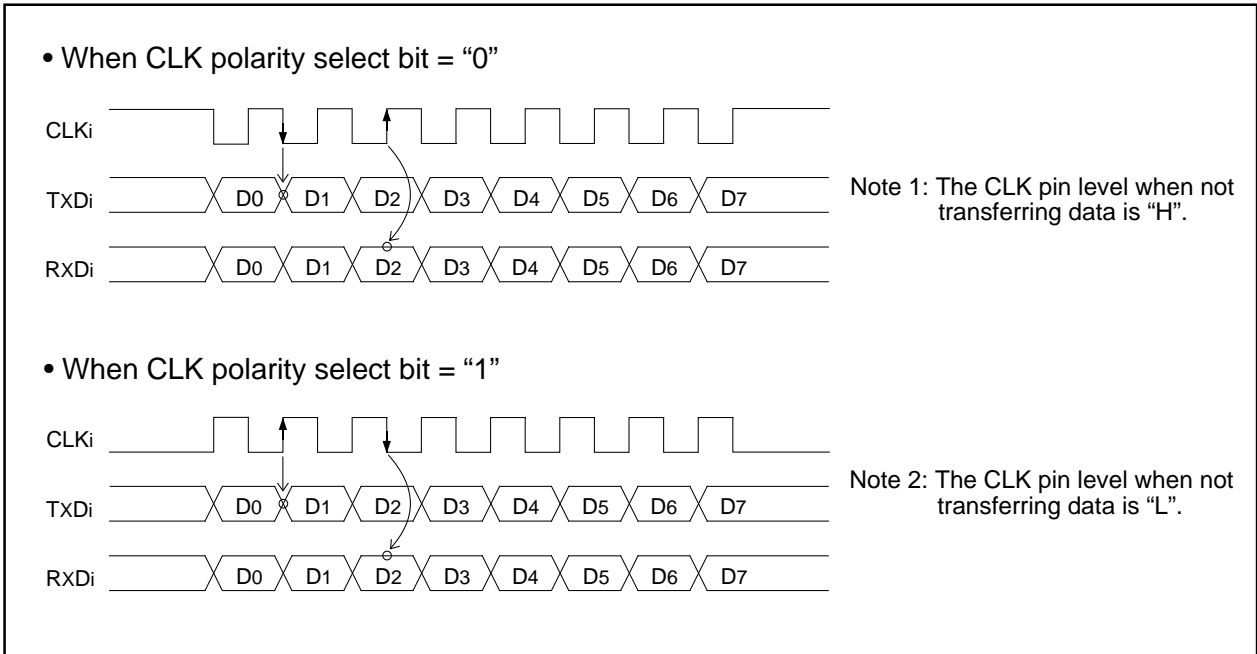 • When CLK polarity select bit = “0”
CLKi
TXDi D0 D1 D2 D3 D4 D5 D6 D7
RXDi D0 D1 D2 D3 D4 D5 D6 D7
Note 1: The CLK pin level when not
transferring data is “H”.
• When CLK polarity select bit = “1”
CLKi
TXDi D0 D1 D2 D3 D4 D5 D6 D7
RXDi D0 D1 D2 D3 D4 D5 D6 D7
Note 2: The CLK pin level when not
transferring data is “L”.